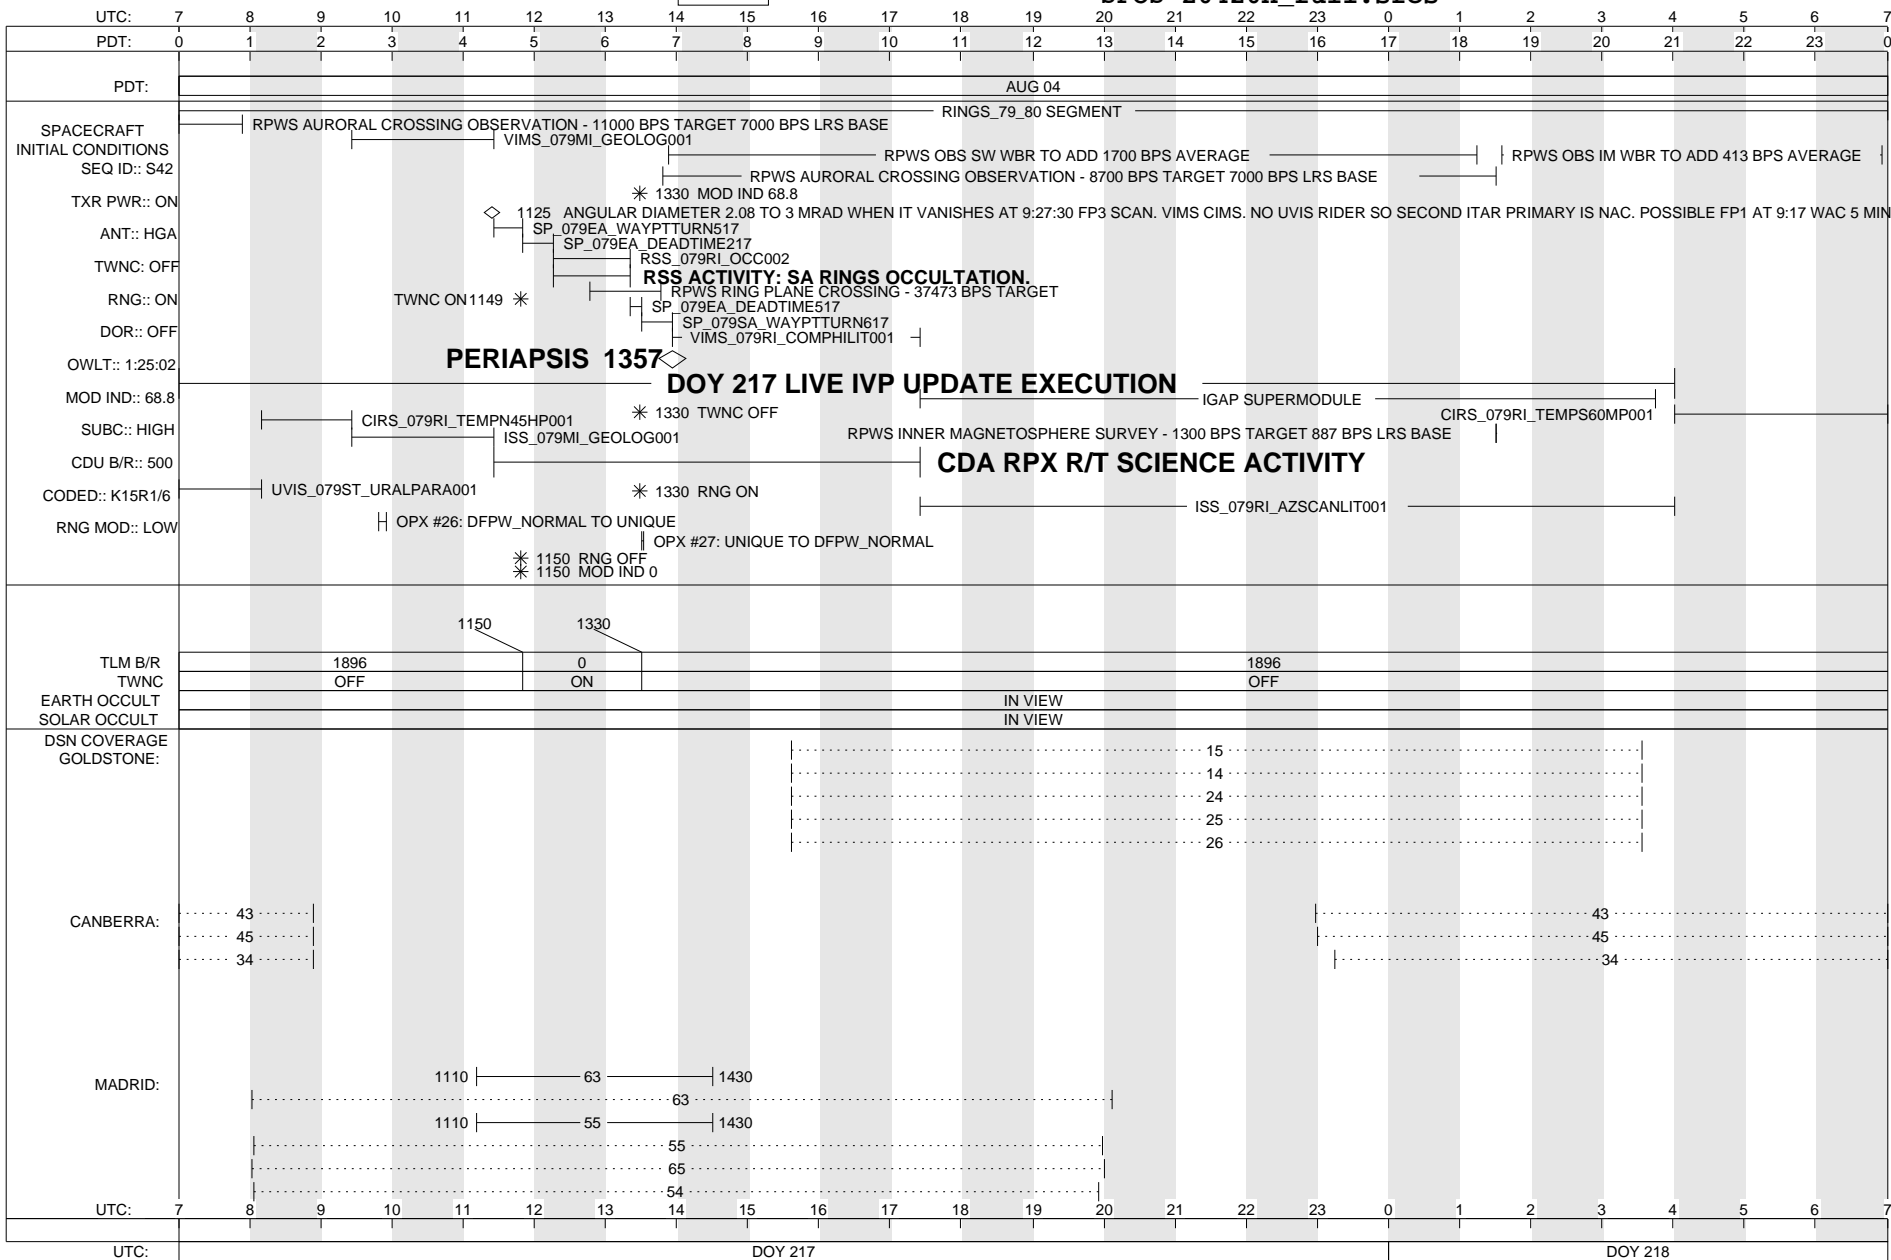 UTC: 7 8 9 10 11 12 13 14 15 16 17 18 19 20 21 22 23 0 1 2 3 4 5 6 7
PDT: 0 1 2 3 4 5 6 7 8 9 10 11 12 13 14 15 16 17 18 19 20 21 22 23 0
PDT: AUG 04
RINGS_79_80 SEGMENT
SPACECRAFT
INITIAL CONDITIONS
SEQ ID:: S42
TXR PWR:: ON
ANT:: HGA
TWNC: OFF
RNG:: ON
DOR:: OFF
OWLT:: 1:25:02
MOD IND:: 68.8
SUBC:: HIGH
CDU B/R:: 500
CODED:: K15R1/6
RNG MOD:: LOW
RPWS AURORAL CROSSING OBSERVATION - 11000 BPS TARGET 7000 BPS LRS BASE
VIMS_079MI_GEOLOG001
RPWS OBS SW WBR TO ADD 1700 BPS AVERAGE
RPWS OBS IM WBR TO ADD 413 BPS AVERAGE
RPWS AURORAL CROSSING OBSERVATION - 8700 BPS TARGET 7000 BPS LRS BASE
1330 MOD IND 68.8
1125 ANGULAR DIAMETER 2.08 TO 3 MRAD WHEN IT VANISHES AT 9:27:30 FP3 SCAN. VIMS CIMS. NO UVIS RIDER SO SECOND ITAR PRIMARY IS NAC. POSSIBLE FP1 AT 9:17 WAC 5 MIN
SP_079EA_WAYPTTURN517
SP_079EA_DEADTIME217
RSS_079RI_OCC002
RSS ACTIVITY: SA RINGS OCCULTATION.
RPWS RING PLANE CROSSING - 37473 BPS TARGET
TWNC ON 1149
SP_079EA_DEADTIME517
SP_079SA_WAYPTTURN617
VIMS_079RI_COMPHILIT001
PERIAPSIS 1357
DOY 217 LIVE IVP UPDATE EXECUTION
IGAP SUPERMODULE
1330 TWNC OFF
CIRS_079RI_TEMPS60MP001
CIRS_079RI_TEMPN45HP001
ISS_079MI_GEOLOG001
RPWS INNER MAGNETOSPHERE SURVEY - 1300 BPS TARGET 887 BPS LRS BASE
CDA RPX R/T SCIENCE ACTIVITY
UVIS_079ST_URALPARA001
1330 RNG ON
ISS_079RI_AZSCANLIT001
OPX #26: DFPW_NORMAL TO UNIQUE
OPX #27: UNIQUE TO DFPW_NORMAL
1150 RNG OFF
1150 MOD IND 0
1150 1330
TLM B/R 1896 0 1896
TWNC OFF ON OFF
EARTH OCCULT IN VIEW
SOLAR OCCULT IN VIEW
DSN COVERAGE
GOLDSTONE:
15
14
24
25
26
CANBERRA:
43 43
45 45
34 34
MADRID:
1110 63 1430
63
1110 55 1430
55
65
54
UTC: 7 8 9 10 11 12 13 14 15 16 17 18 19 20 21 22 23 0 1 2 3 4 5 6 7
UTC: DOY 217 DOY 218